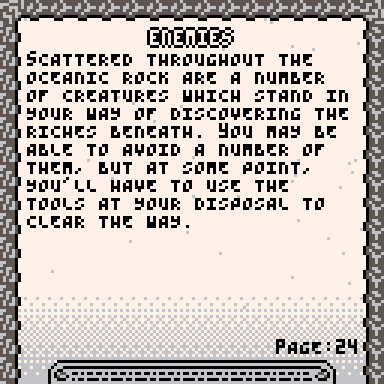 ENEMIES
SCATTERED THROUGHOUT THE
OCEANIC ROCK ARE A NUMBER
OF CREATURES WHICH STAND IN
YOUR WAY OF DISCOVERING THE
RICHES BENEATH. YOU MAY BE
ABLE TO AVOID A NUMBER OF
THEM, BUT AT SOME POINT,
YOU'LL HAVE TO USE THE
TOOLS AT YOUR DISPOSAL TO
CLEAR THE WAY.
PAGE:24